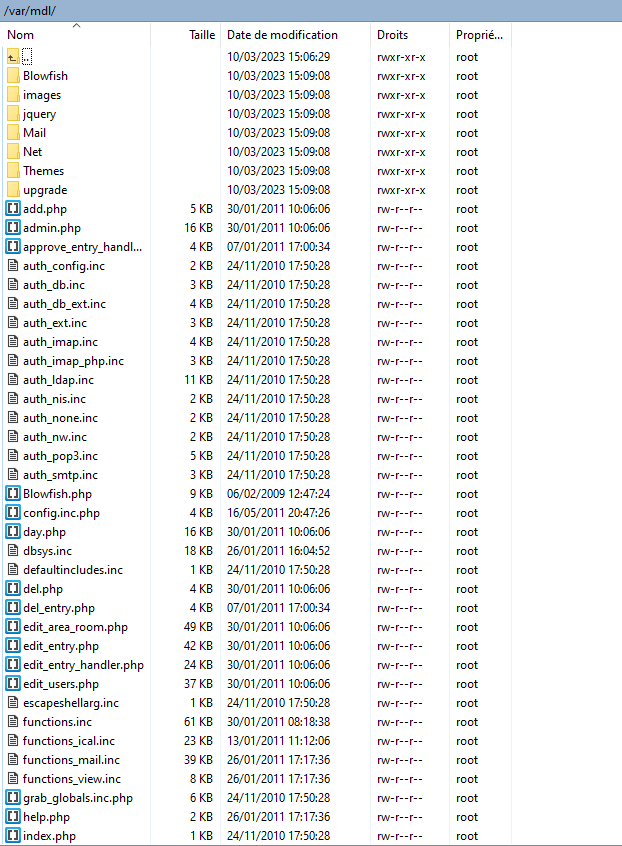 /var/mdl/
Nom Taille Date de modification Droits Proprié...
.. 10/03/2023 15:06:29 rwxr-xr-x root
Blowfish 10/03/2023 15:09:08 rwxr-xr-x root
images 10/03/2023 15:09:08 rwxr-xr-x root
jquery 10/03/2023 15:09:08 rwxr-xr-x root
Mail 10/03/2023 15:09:08 rwxr-xr-x root
Net 10/03/2023 15:09:08 rwxr-xr-x root
Themes 10/03/2023 15:09:08 rwxr-xr-x root
upgrade 10/03/2023 15:09:08 rwxr-xr-x root
add.php 5 KB 30/01/2011 10:06:06 rw-r--r-- root
admin.php 16 KB 30/01/2011 10:06:06 rw-r--r-- root
approve_entry_handl... 4 KB 07/01/2011 17:00:34 rw-r--r-- root
auth_config.inc 2 KB 24/11/2010 17:50:28 rw-r--r-- root
auth_db.inc 3 KB 24/11/2010 17:50:28 rw-r--r-- root
auth_db_ext.inc 4 KB 24/11/2010 17:50:28 rw-r--r-- root
auth_ext.inc 3 KB 24/11/2010 17:50:28 rw-r--r-- root
auth_imap.inc 4 KB 24/11/2010 17:50:28 rw-r--r-- root
auth_imap_php.inc 3 KB 24/11/2010 17:50:28 rw-r--r-- root
auth_ldap.inc 11 KB 24/11/2010 17:50:28 rw-r--r-- root
auth_nis.inc 2 KB 24/11/2010 17:50:28 rw-r--r-- root
auth_none.inc 2 KB 24/11/2010 17:50:28 rw-r--r-- root
auth_nw.inc 2 KB 24/11/2010 17:50:28 rw-r--r-- root
auth_pop3.inc 5 KB 24/11/2010 17:50:28 rw-r--r-- root
auth_smtp.inc 3 KB 24/11/2010 17:50:28 rw-r--r-- root
Blowfish.php 9 KB 06/02/2009 12:47:24 rw-r--r-- root
config.inc.php 4 KB 16/05/2011 20:47:26 rw-r--r-- root
day.php 16 KB 30/01/2011 10:06:06 rw-r--r-- root
dbsys.inc 18 KB 26/01/2011 16:04:52 rw-r--r-- root
defaultincludes.inc 1 KB 24/11/2010 17:50:28 rw-r--r-- root
del.php 4 KB 30/01/2011 10:06:06 rw-r--r-- root
del_entry.php 4 KB 07/01/2011 17:00:34 rw-r--r-- root
edit_area_room.php 49 KB 30/01/2011 10:06:06 rw-r--r-- root
edit_entry.php 42 KB 30/01/2011 10:06:06 rw-r--r-- root
edit_entry_handler.php 24 KB 30/01/2011 10:06:06 rw-r--r-- root
edit_users.php 37 KB 30/01/2011 10:06:06 rw-r--r-- root
escapeshellarg.inc 1 KB 24/11/2010 17:50:28 rw-r--r-- root
functions.inc 61 KB 30/01/2011 08:18:38 rw-r--r-- root
functions_ical.inc 23 KB 13/01/2011 11:12:06 rw-r--r-- root
functions_mail.inc 39 KB 26/01/2011 17:17:36 rw-r--r-- root
functions_view.inc 8 KB 26/01/2011 17:17:36 rw-r--r-- root
grab_globals.inc.php 6 KB 24/11/2010 17:50:28 rw-r--r-- root
help.php 2 KB 26/01/2011 17:17:36 rw-r--r-- root
index.php 1 KB 24/11/2010 17:50:28 rw-r--r-- root